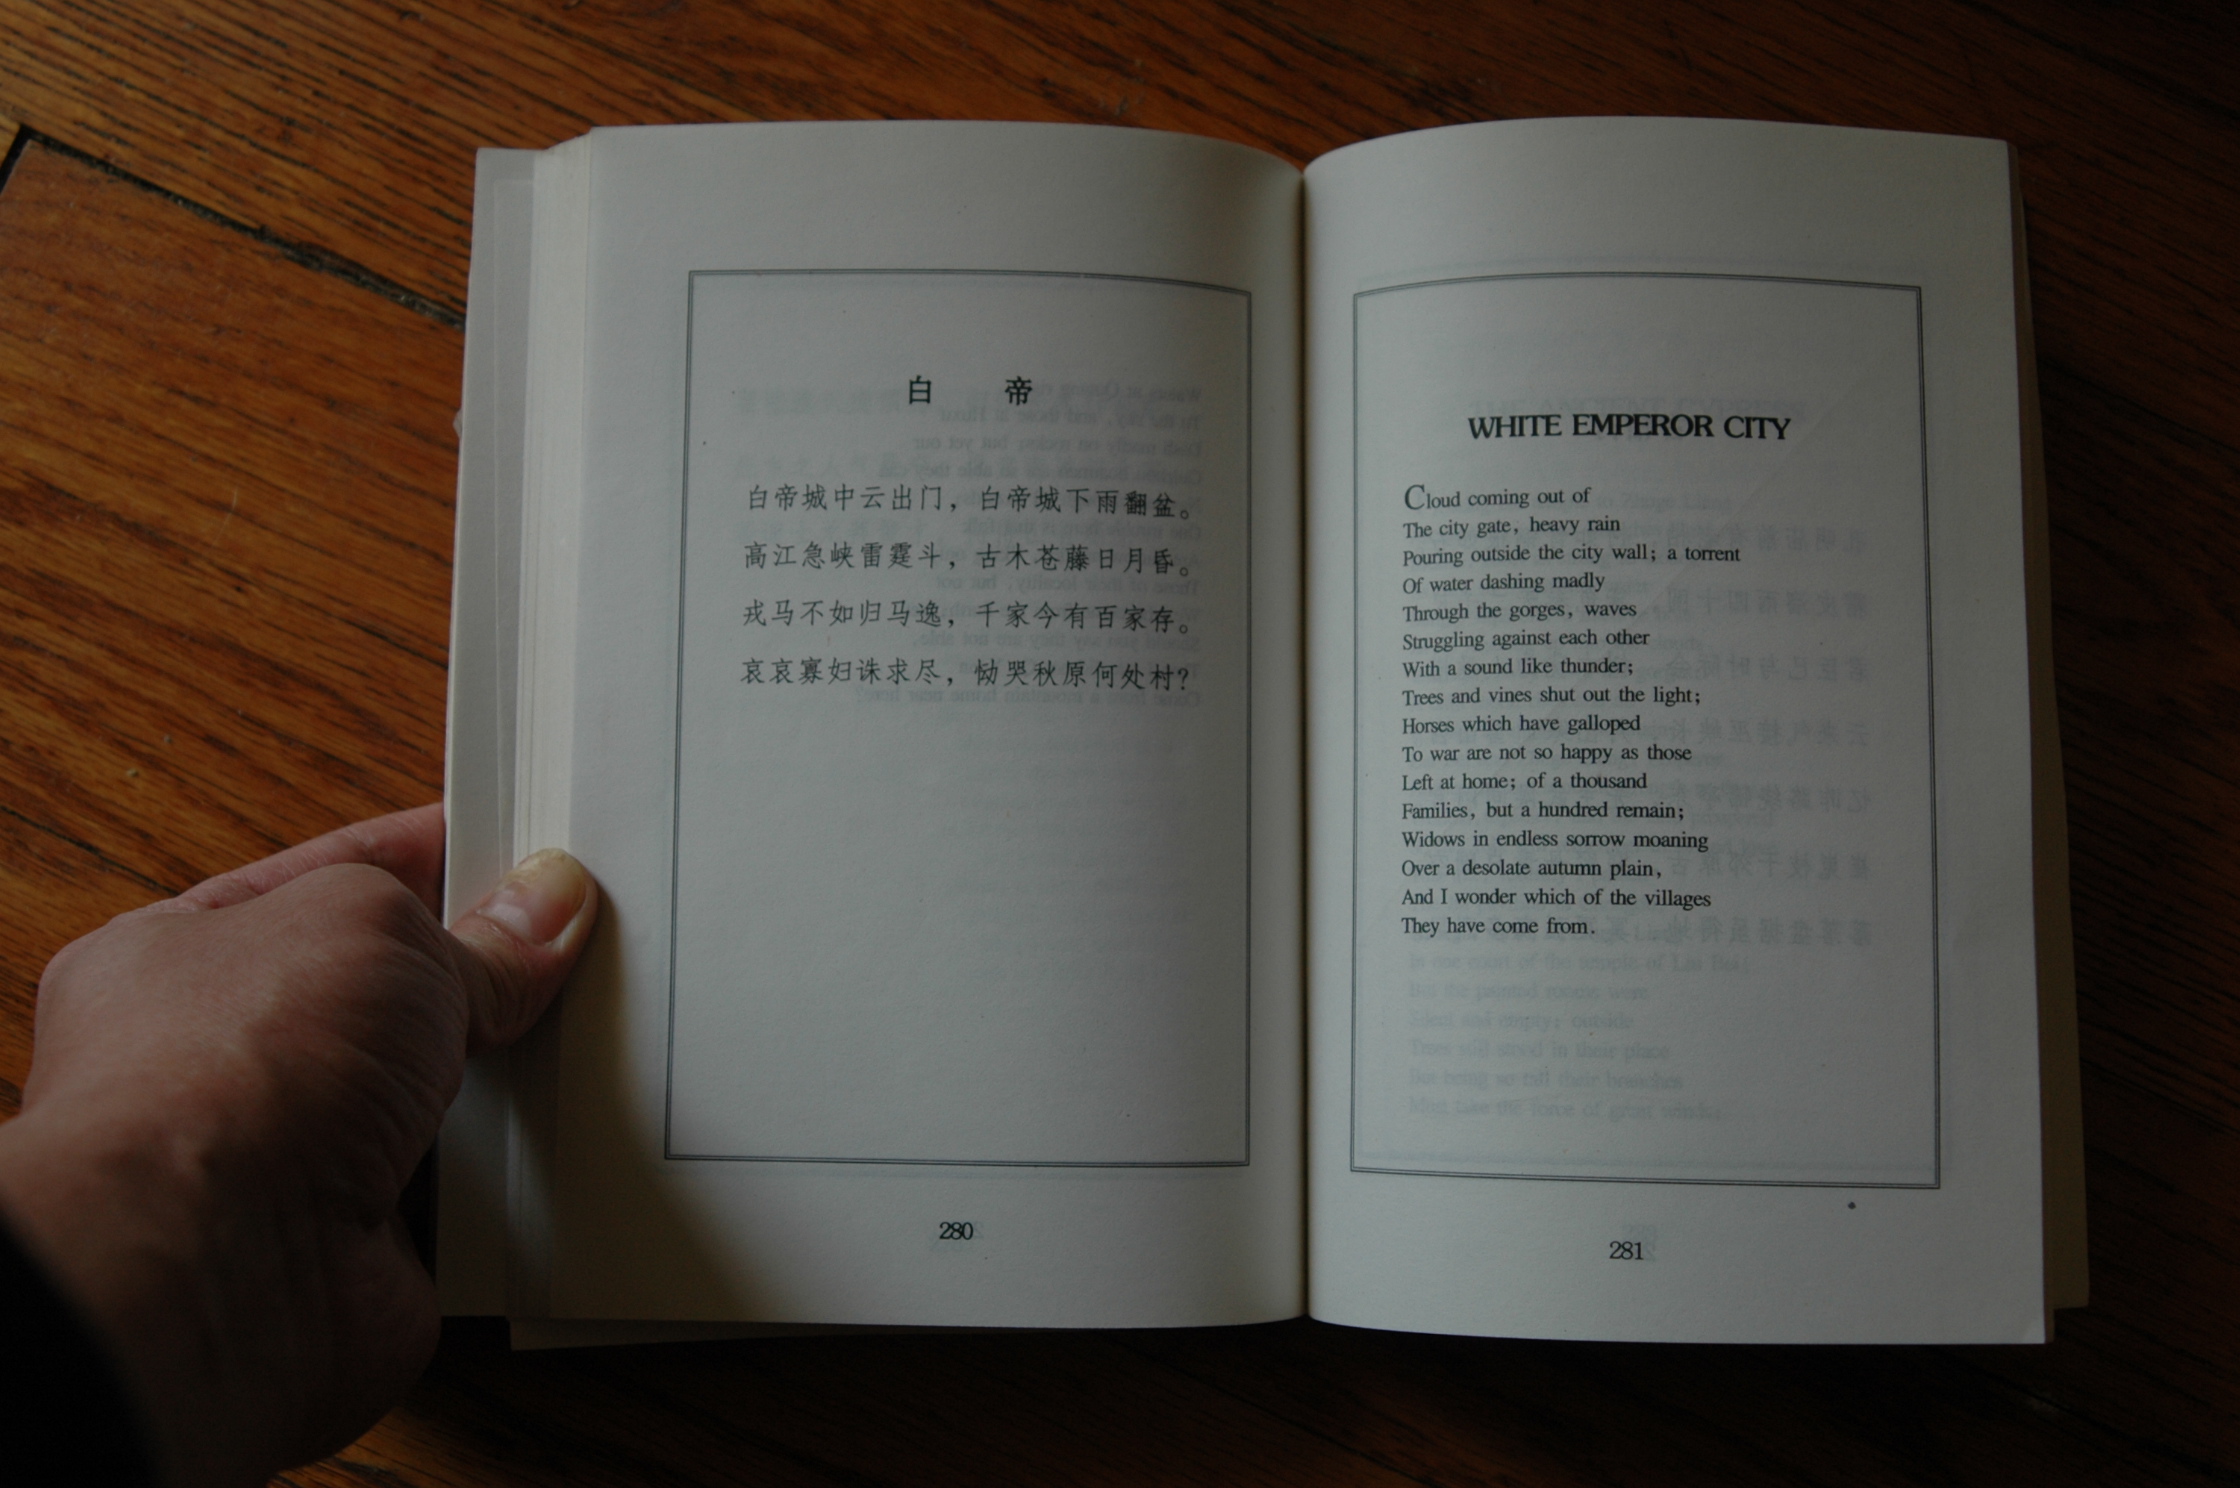 白 帝
白帝城中云出门，白帝城下雨翻盆。
高江急峡雷霆斗，古木苍藤日月昏。
戎马不如归马逸，千家今有百家存。
哀哀寡妇诛求尽，恸哭秋原何处村？
280
WHITE EMPEROR CITY
Cloud coming out of
The city gate, heavy rain
Pouring outside the city wall; a torrent
Of water dashing madly
Through the gorges, waves
Struggling against each other
With a sound like thunder;
Trees and vines shut out the light;
Horses which have galloped
To war are not so happy as those
Left at home; of a thousand
Families, but a hundred remain;
Widows in endless sorrow moaning
Over a desolate autumn plain,
And I wonder which of the villages
They have come from.
281